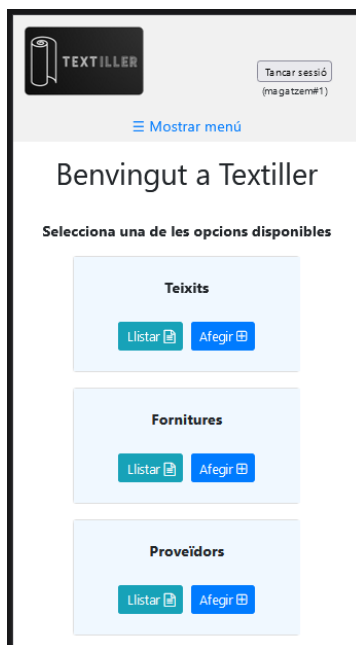 TEXTILLER
Tancar sessió
(magatzem#1)
☰ Mostrar menú
Benvingut a Textiller
Selecciona una de les opcions disponibles
Teixits
Llistar Afegir
Fornitures
Llistar Afegir
Proveïdors
Llistar Afegir